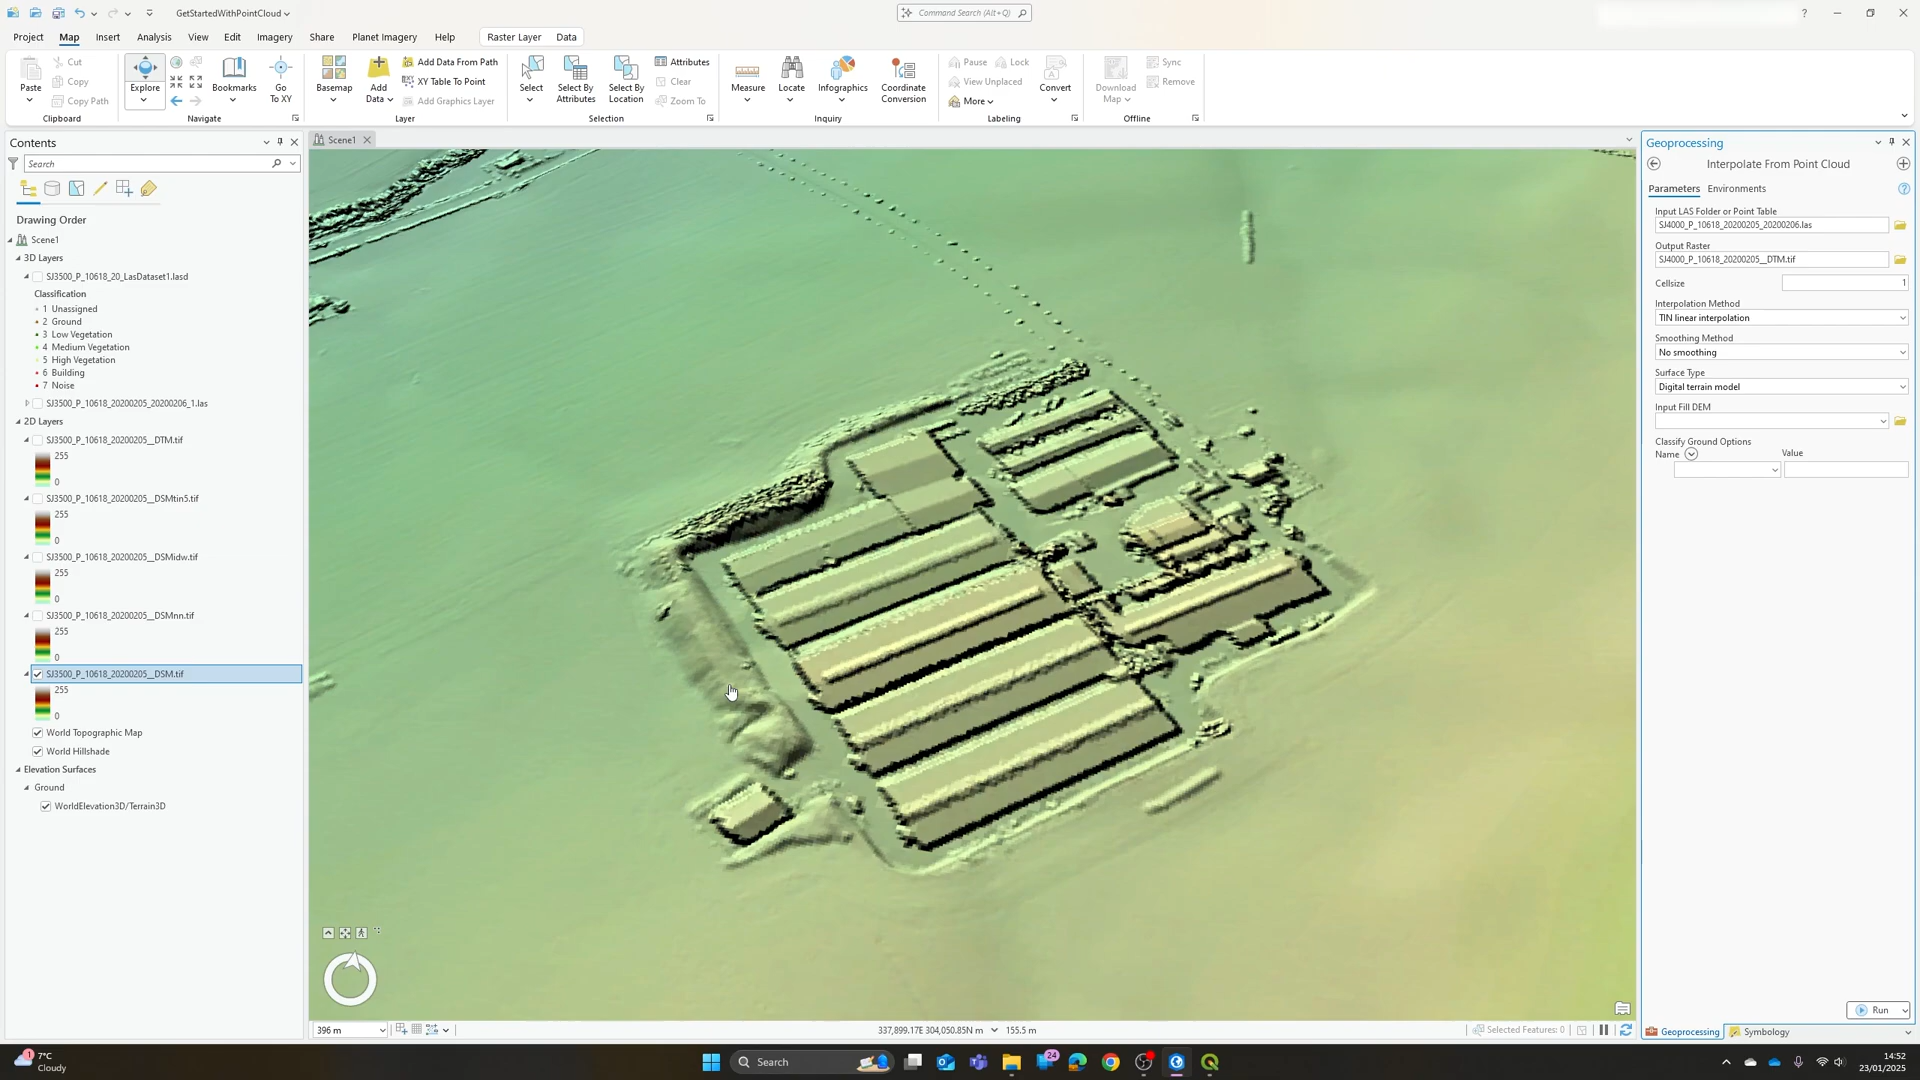 GetStartedWithPointCloud
Command Search (Alt+Q)
?
Project Map Insert Analysis View Edit Imagery Share Planet Imagery Help Raster Layer Data
Paste
Cut
Copy
Copy Path
Clipboard
Explore
Bookmarks
Go
To XY
Navigate
Basemap
Add
Data
Add Data From Path
XY Table To Point
Add Graphics Layer
Layer
Select
Select By
Attributes
Select By
Location
Attributes
Clear
Zoom To
Selection
Measure
Locate
Infographics
Coordinate
Conversion
Inquiry
Pause
Lock
View Unplaced
More
Convert
Labeling
Download
Map
Sync
Remove
Offline
Contents
Search
Drawing Order
Scene1
3D Layers
SJ3500_P_10618_20_LasDataset1.lasd
Classification
1 Unassigned
2 Ground
3 Low Vegetation
4 Medium Vegetation
5 High Vegetation
6 Building
7 Noise
SJ3500_P_10618_20200205_20200206_1.las
2D Layers
SJ3500_P_10618_20200205__DTM.tif
255
0
SJ3500_P_10618_20200205__DSMtin5.tif
255
0
SJ3500_P_10618_20200205__DSMidw.tif
255
0
SJ3500_P_10618_20200205__DSMnn.tif
255
0
SJ3500_P_10618_20200205__DSM.tif
255
0
World Topographic Map
World Hillshade
Elevation Surfaces
Ground
WorldElevation3D/Terrain3D
Scene1
396 m
337,899.17E 304,050.85N m
155.5 m
Selected Features: 0
Geoprocessing
Interpolate From Point Cloud
Parameters Environments
Input LAS Folder or Point Table
SJ4000_P_10618_20200205_20200206.las
Output Raster
SJ4000_P_10618_20200205__DTM.tif
Cellsize 1
Interpolation Method
TIN linear interpolation
Smoothing Method
No smoothing
Surface Type
Digital terrain model
Input Fill DEM
Classify Ground Options
Name Value
Run
Geoprocessing Symbology
1
7°C
Cloudy
Search
24
14:52
23/01/2025